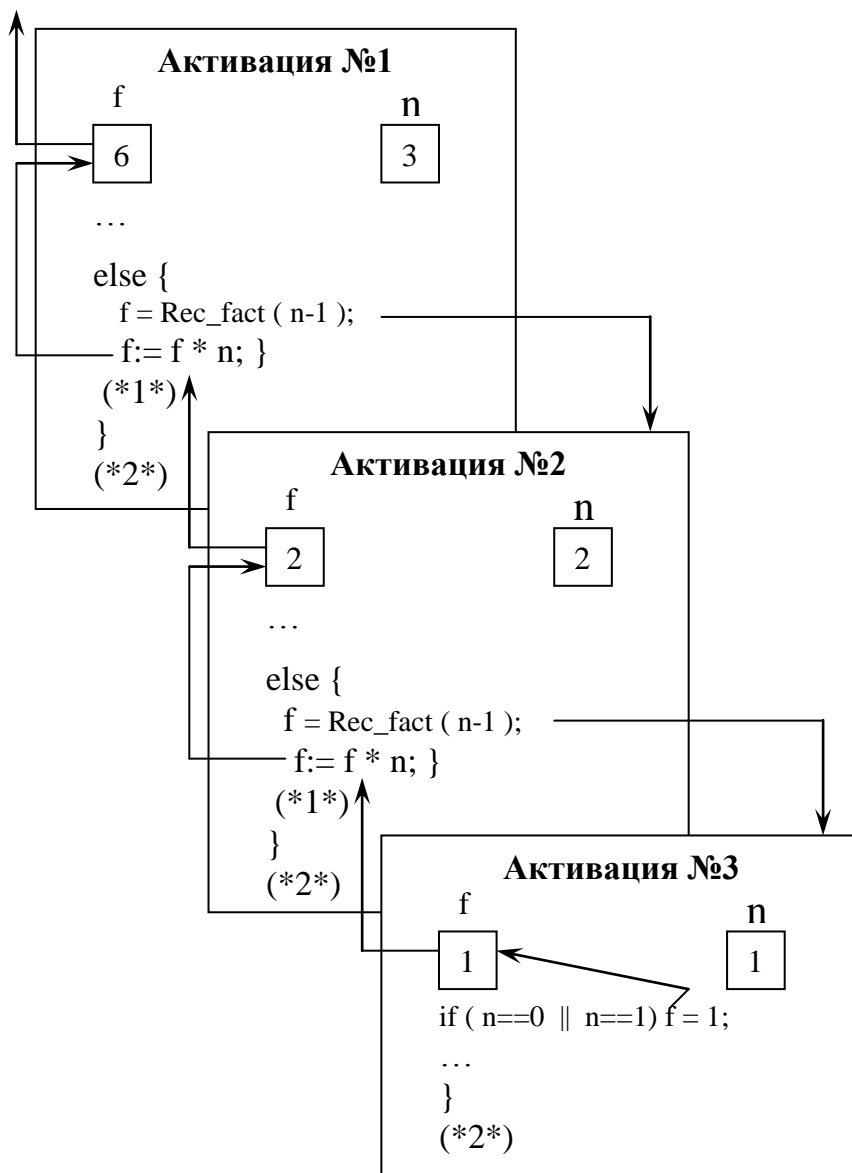 Активация №1
f n
6 3
…
else {
f = Rec_fact ( n-1 );
f:= f * n; }
(*1*)
}
(*2*)
Активация №2
f n
2 2
…
else {
f = Rec_fact ( n-1 );
f:= f * n; }
(*1*)
}
(*2*)
Активация №3
f n
1 1
if ( n==0 || n==1) f = 1;
…
}
(*2*)